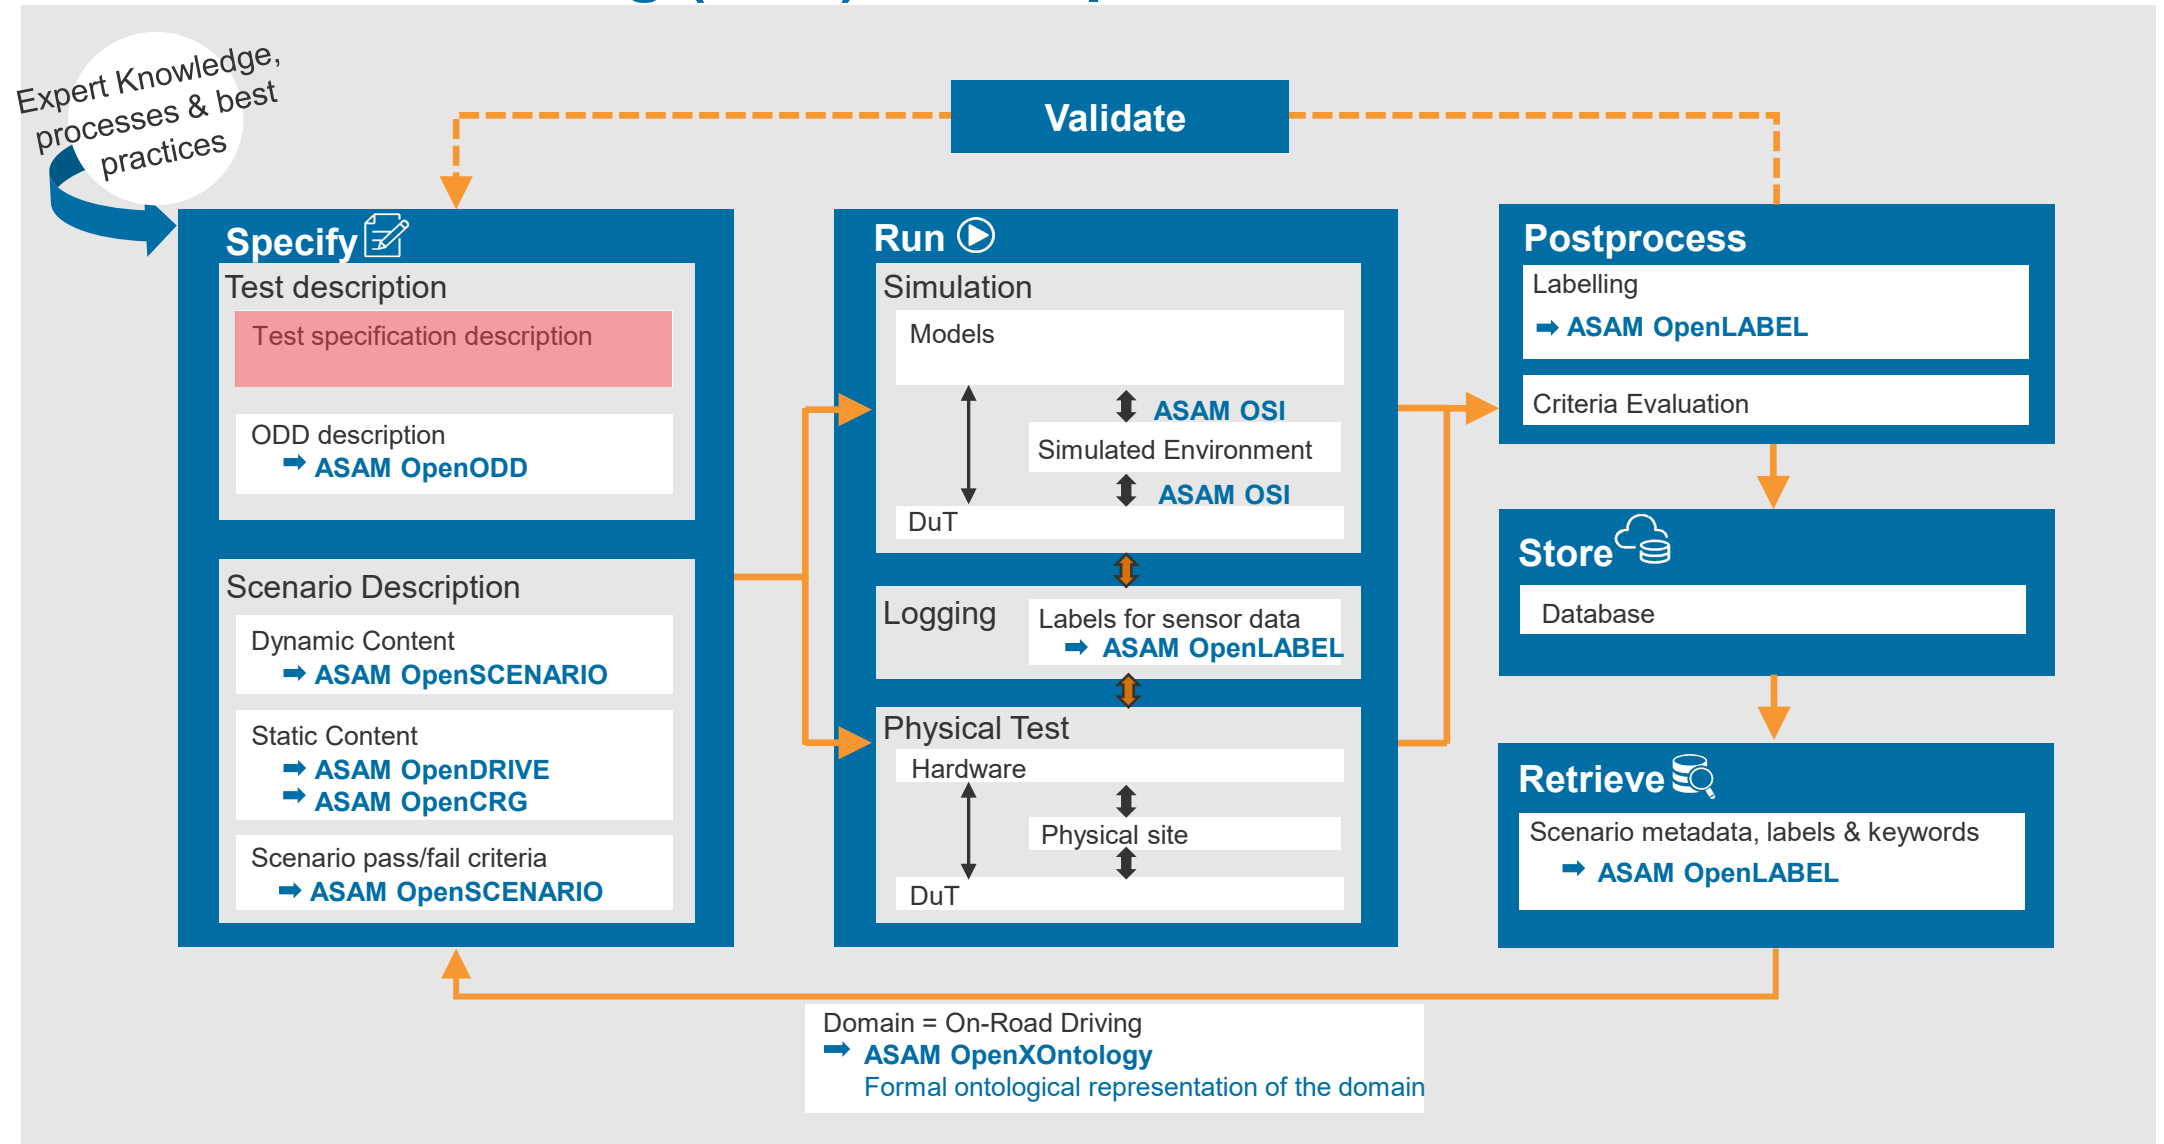 Expert Knowledge,
processes & best
practices
Validate
Specify
Test description
Test specification description
ODD description
ASAM OpenODD
Scenario Description
Dynamic Content
ASAM OpenSCENARIO
Static Content
ASAM OpenDRIVE
ASAM OpenCRG
Scenario pass/fail criteria
ASAM OpenSCENARIO
Run
Simulation
Models
ASAM OSI
Simulated Environment
ASAM OSI
DuT
Logging
Labels for sensor data
ASAM OpenLABEL
Physical Test
Hardware
Physical site
DuT
Postprocess
Labelling
ASAM OpenLABEL
Criteria Evaluation
Store
Database
Retrieve
Scenario metadata, labels & keywords
ASAM OpenLABEL
Domain = On-Road Driving
ASAM OpenXOntology
Formal ontological representation of the domain